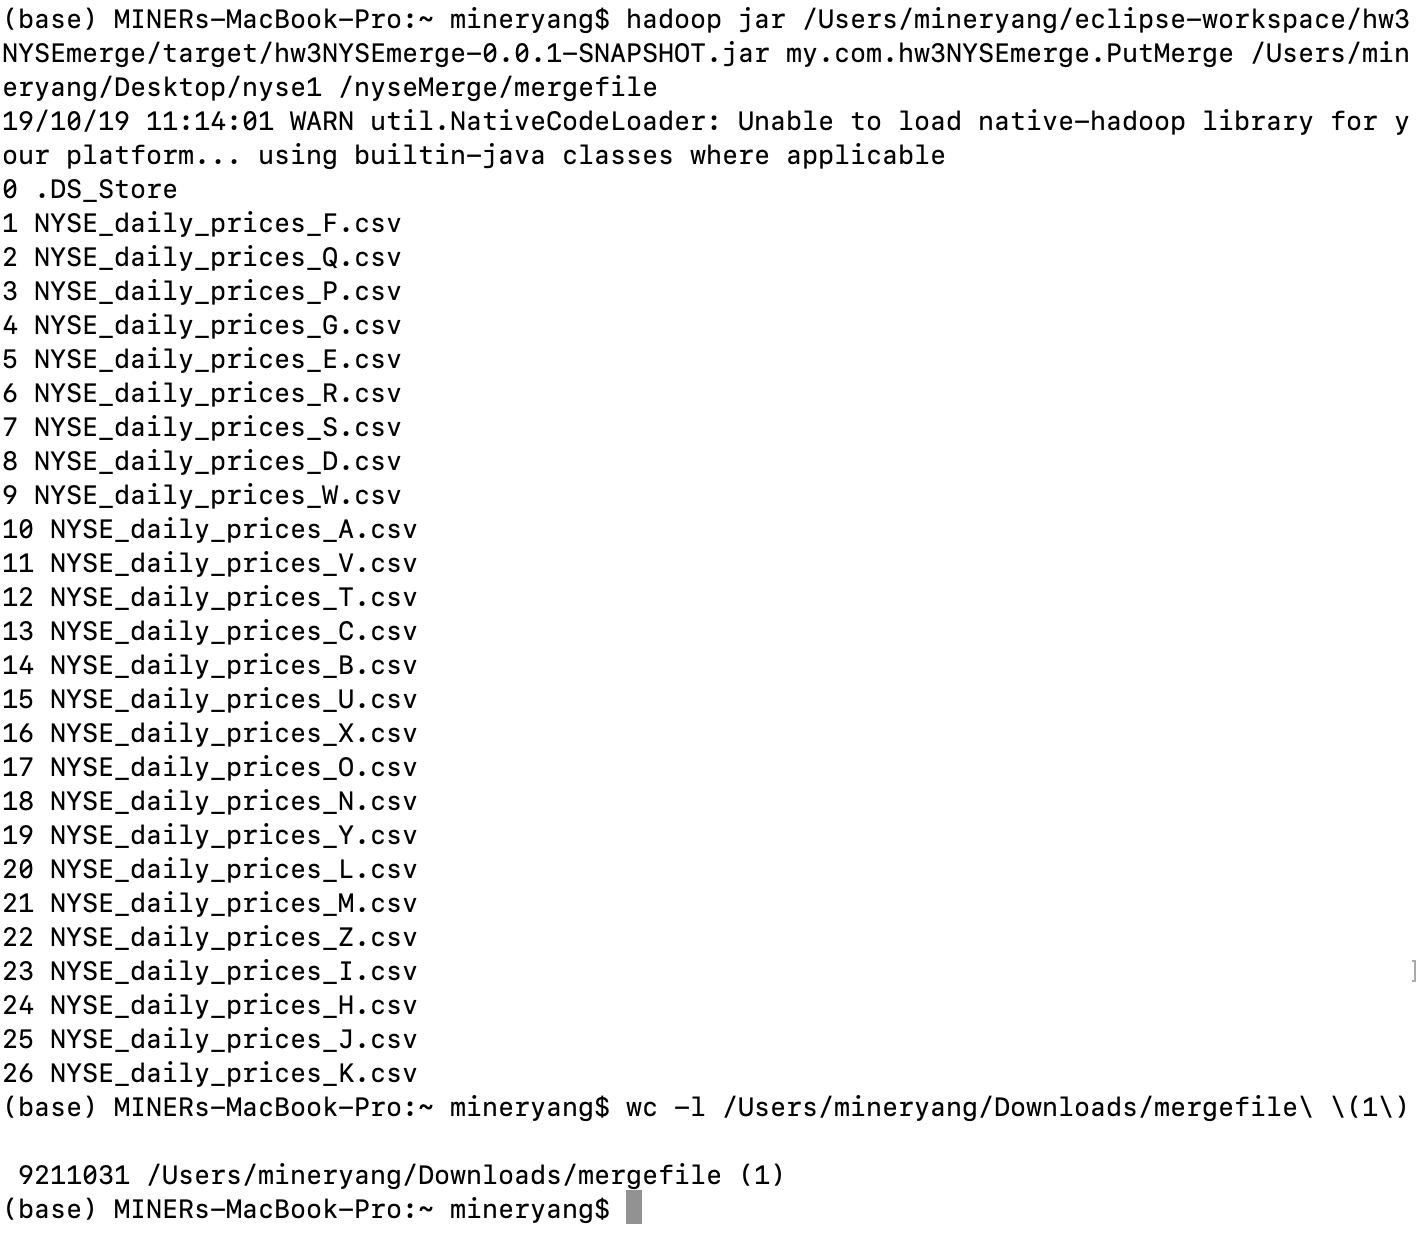 (base) MINERs-MacBook-Pro:~ mineryang$ hadoop jar /Users/mineryang/eclipse-workspace/hw3
NYSEmerge/target/hw3NYSEmerge-0.0.1-SNAPSHOT.jar my.com.hw3NYSEmerge.PutMerge /Users/min
eryang/Desktop/nyse1 /nyseMerge/mergefile
19/10/19 11:14:01 WARN util.NativeCodeLoader: Unable to load native-hadoop library for y
our platform... using builtin-java classes where applicable
0 .DS_Store
1 NYSE_daily_prices_F.csv
2 NYSE_daily_prices_Q.csv
3 NYSE_daily_prices_P.csv
4 NYSE_daily_prices_G.csv
5 NYSE_daily_prices_E.csv
6 NYSE_daily_prices_R.csv
7 NYSE_daily_prices_S.csv
8 NYSE_daily_prices_D.csv
9 NYSE_daily_prices_W.csv
10 NYSE_daily_prices_A.csv
11 NYSE_daily_prices_V.csv
12 NYSE_daily_prices_T.csv
13 NYSE_daily_prices_C.csv
14 NYSE_daily_prices_B.csv
15 NYSE_daily_prices_U.csv
16 NYSE_daily_prices_X.csv
17 NYSE_daily_prices_O.csv
18 NYSE_daily_prices_N.csv
19 NYSE_daily_prices_Y.csv
20 NYSE_daily_prices_L.csv
21 NYSE_daily_prices_M.csv
22 NYSE_daily_prices_Z.csv
23 NYSE_daily_prices_I.csv ]
24 NYSE_daily_prices_H.csv
25 NYSE_daily_prices_J.csv
26 NYSE_daily_prices_K.csv
(base) MINERs-MacBook-Pro:~ mineryang$ wc -l /Users/mineryang/Downloads/mergefile\ \(1\)
9211031 /Users/mineryang/Downloads/mergefile (1)
(base) MINERs-MacBook-Pro:~ mineryang$